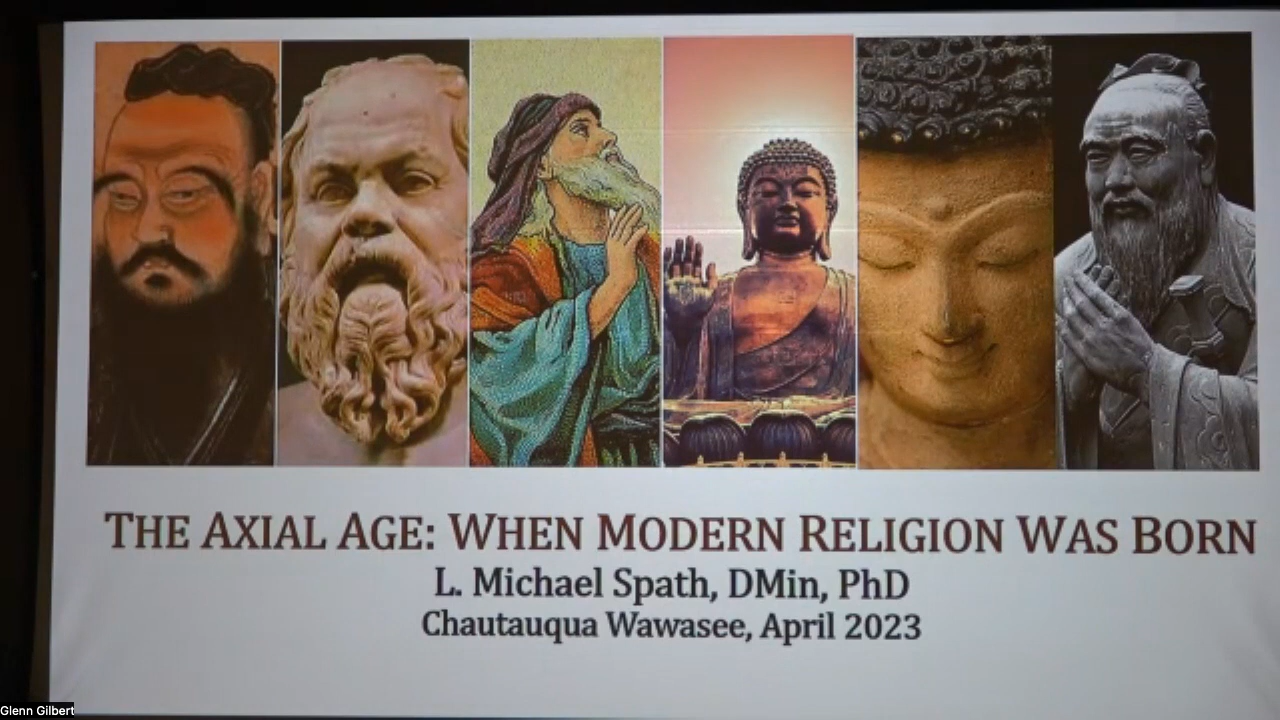 THE AXIAL AGE: WHEN MODERN RELIGION WAS BORN
L. Michael Spath, DMin, PhD
Chautauqua Wawasee, April 2023
Glenn Gilbert